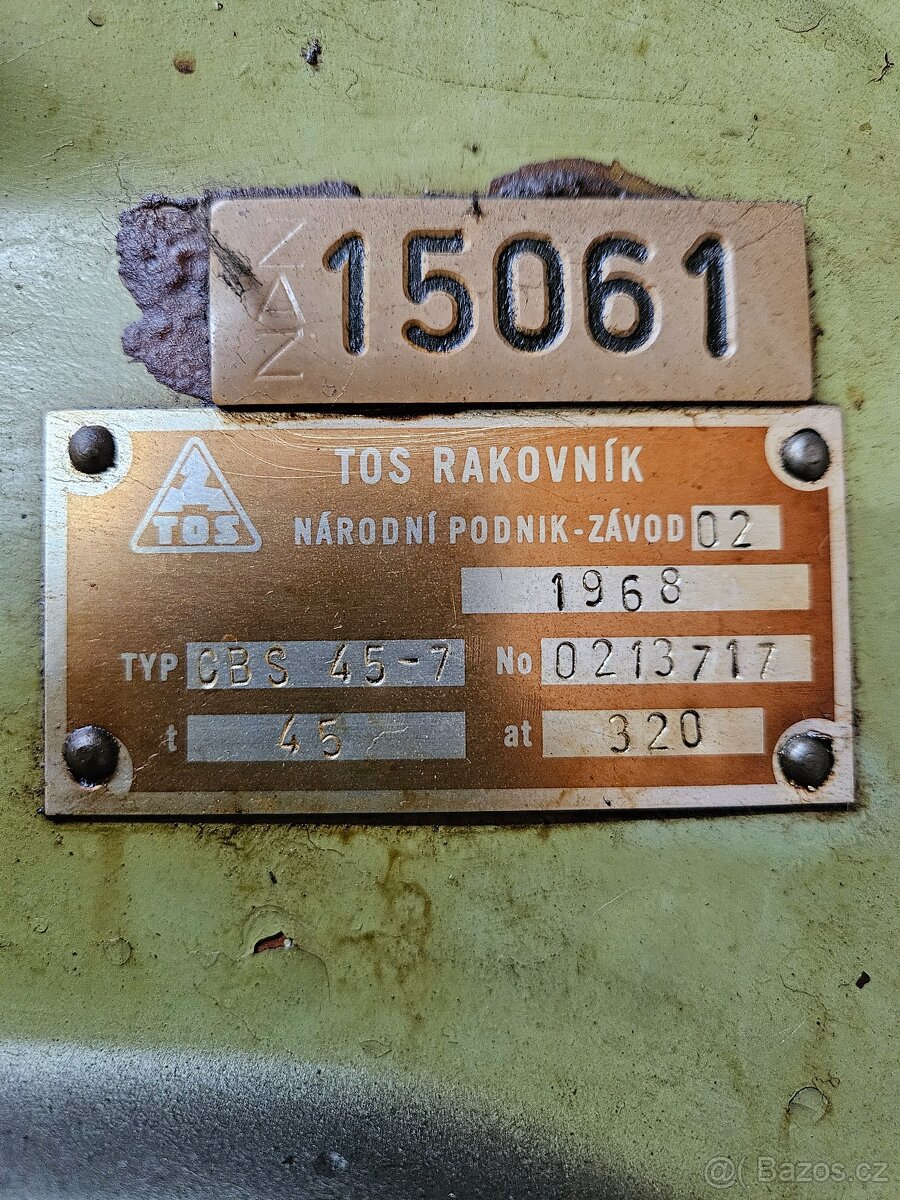 15061
TOS RAKOVNÍK
TOS
NÁRODNÍ PODNIK-ZÁVOD 02
1968
TYP CBS 45-7 No 0213717
t 45 at 320
@ Bazos.cz